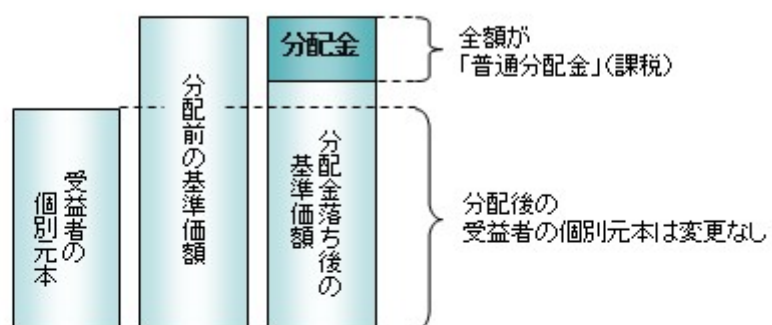 受益者の
個別元本
分配前の基準価額
分配金
分配金落ち後の
基準価額
全額が
「普通分配金」(課税)
分配後の
受益者の個別元本は変更なし